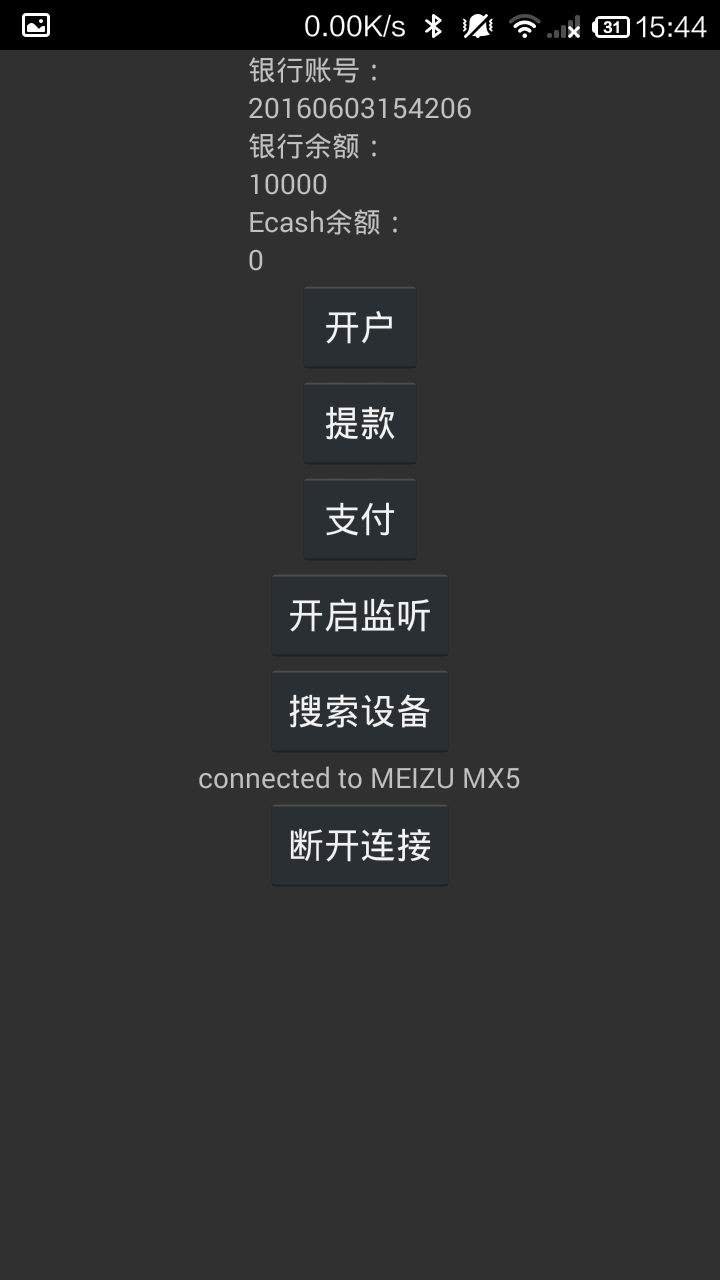 0.00K/s 31 15:44
银行账号：
20160603154206
银行余额：
10000
Ecash余额：
0
开户
提款
支付
开启监听
搜索设备
connected to MEIZU MX5
断开连接